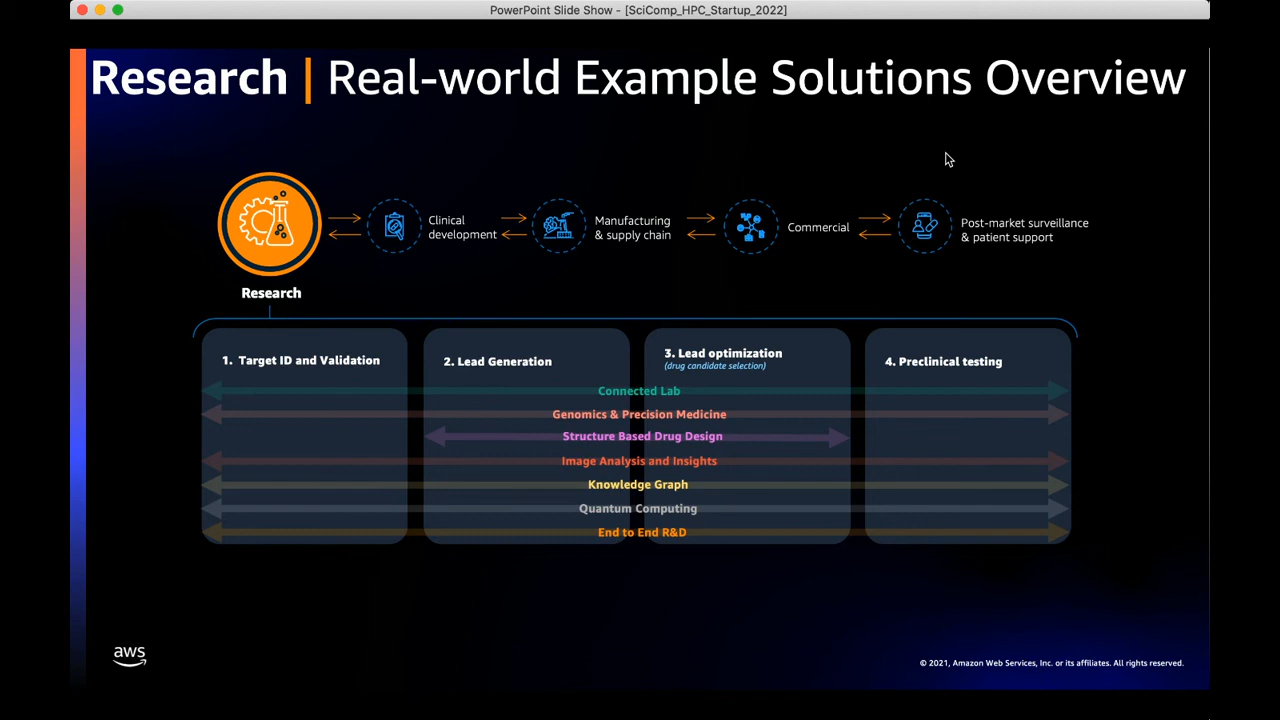 PowerPoint Slide Show - [SciComp_HPC_Startup_2022]
Research | Real-world Example Solutions Overview
Clinical
development
Manufacturing
& supply chain
Commercial
Post-market surveillance
& patient support
Research
1. Target ID and Validation
2. Lead Generation
3. Lead optimization
(drug candidate selection)
4. Preclinical testing
Connected Lab
Genomics & Precision Medicine
Structure Based Drug Design
Image Analysis and Insights
Knowledge Graph
Quantum Computing
End to End R&D
aws
© 2021, Amazon Web Services, Inc. or its affiliates. All rights reserved.